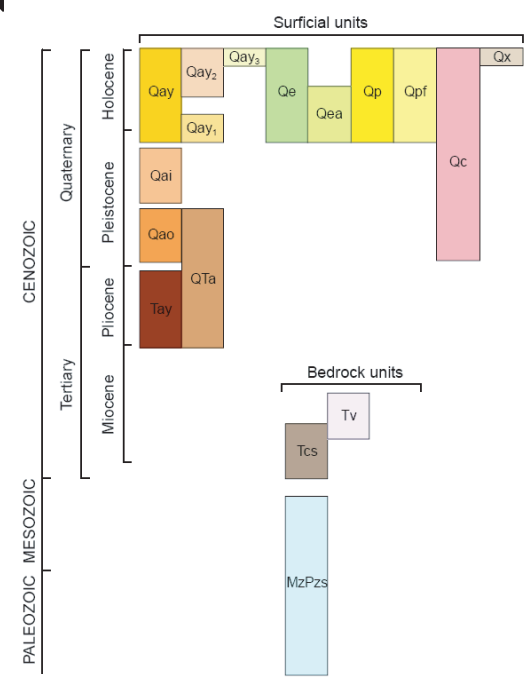 Surficial units
Qay
Qay2
Qay3
Qay1
Qe
Qea
Qp
Qpf
Qc
Qx
Qai
Qao
QTa
Tay
Bedrock units
Tv
Tcs
MzPzs
Holocene
Pleistocene
Pliocene
Miocene
Quaternary
Tertiary
CENOZOIC
MESOZOIC
PALEOZOIC